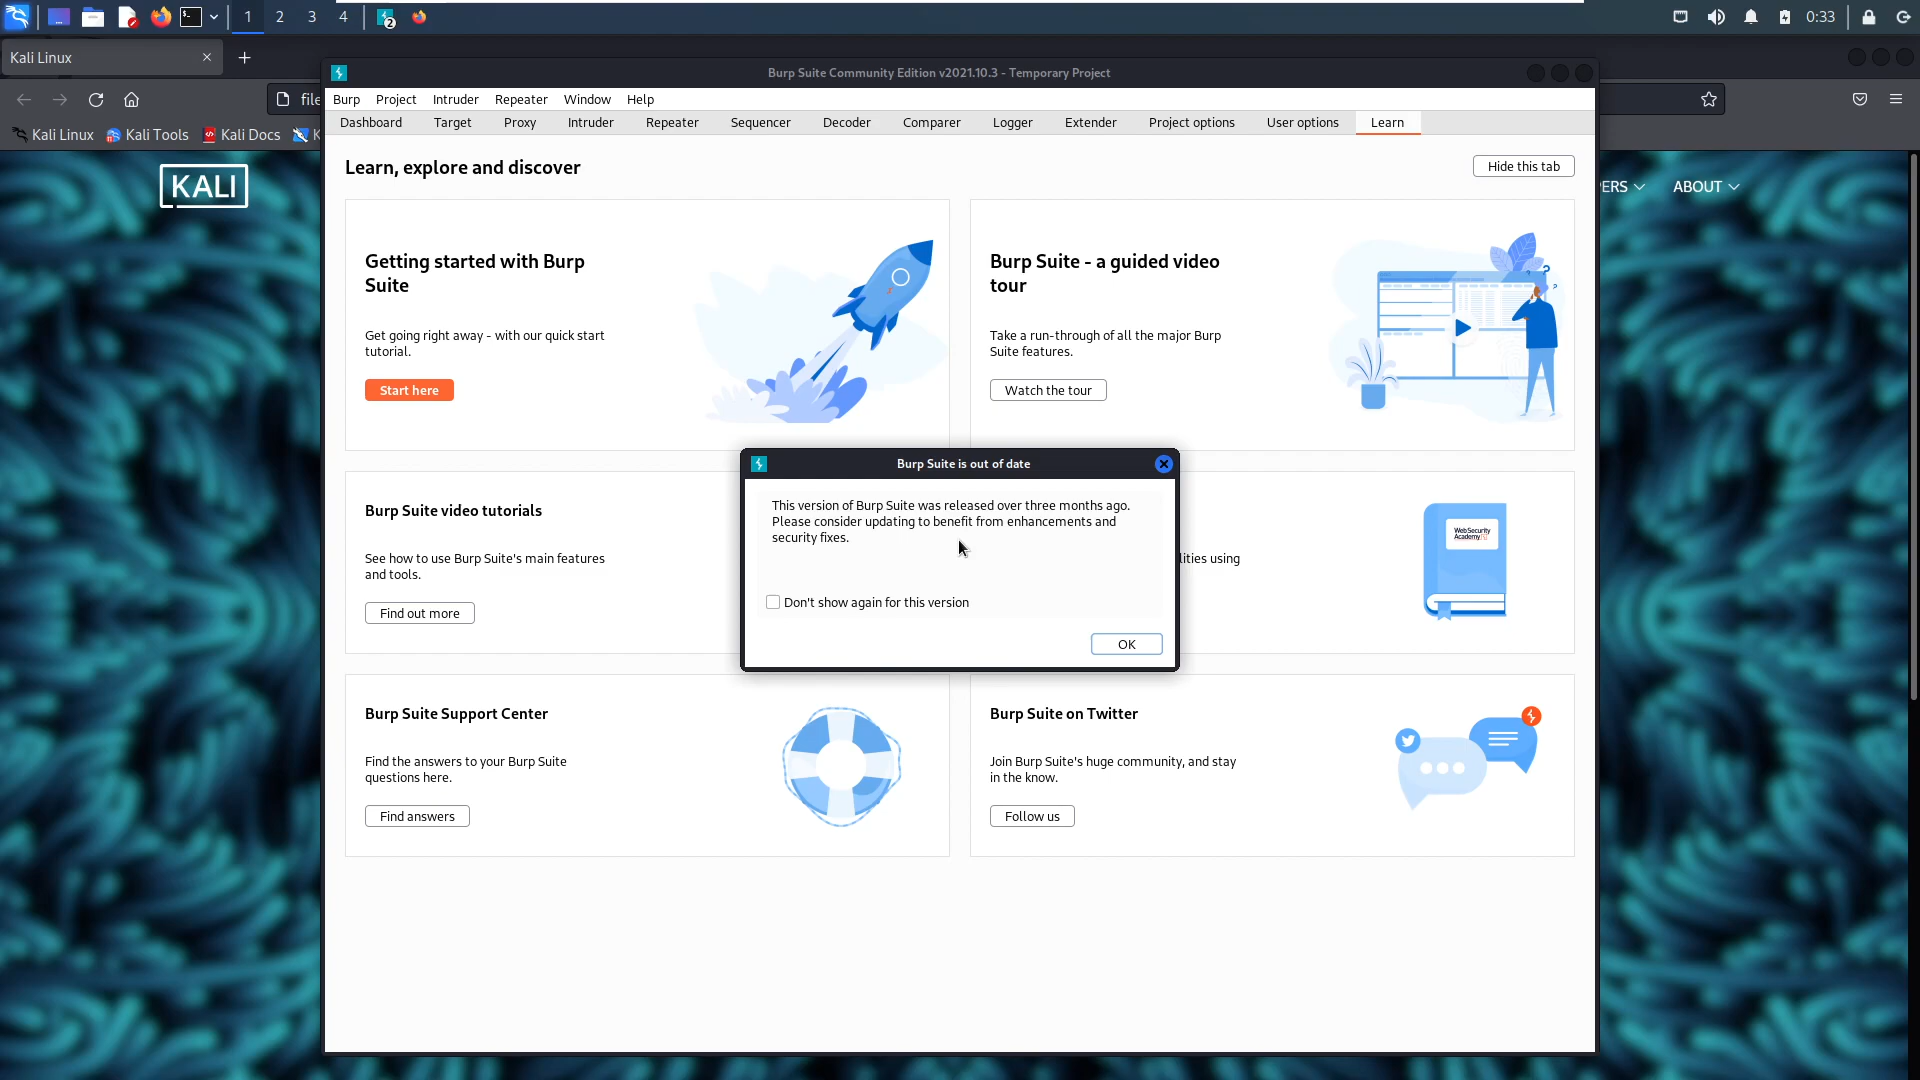 1
2
3
4
2
0:33
Kali Linux
Burp Suite Community Edition v2021.10.3 - Temporary Project
file
Burp
Project
Intruder
Repeater
Window
Help
Kali Linux
Kali Tools
Kali Docs
K
Dashboard
Target
Proxy
Intruder
Repeater
Sequencer
Decoder
Comparer
Logger
Extender
Project options
User options
Learn
KALI
PERS
ABOUT
Learn, explore and discover
Hide this tab
Getting started with Burp
Suite
Get going right away - with our quick start
tutorial.
Start here
Burp Suite - a guided video
tour
Take a run-through of all the major Burp
Suite features.
Watch the tour
Burp Suite is out of date
This version of Burp Suite was released over three months ago.
Please consider updating to benefit from enhancements and
security fixes.
Don't show again for this version
OK
Burp Suite video tutorials
See how to use Burp Suite's main features
and tools.
Find out more
lities using
WebSecurity
Academy
Burp Suite Support Center
Find the answers to your Burp Suite
questions here.
Find answers
Burp Suite on Twitter
Join Burp Suite's huge community, and stay
in the know.
Follow us